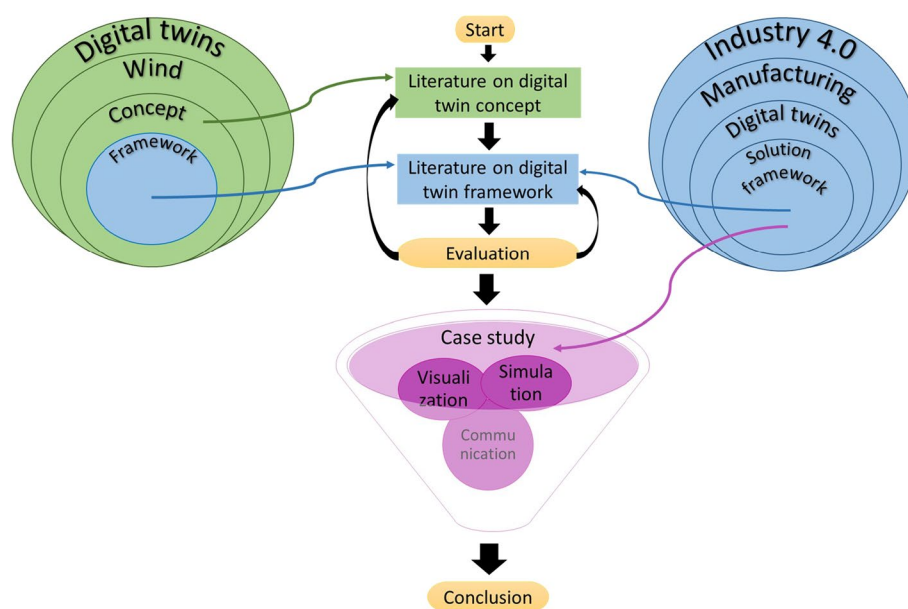 Digital twins
Wind
Concept
Framework
Start
Literature on digital
twin concept
Literature on digital
twin framework
Evaluation
Industry 4.0
Manufacturing
Digital twins
Solution
framework
Case study
Visuali
zation
Simula
tion
Commu
nication
Conclusion